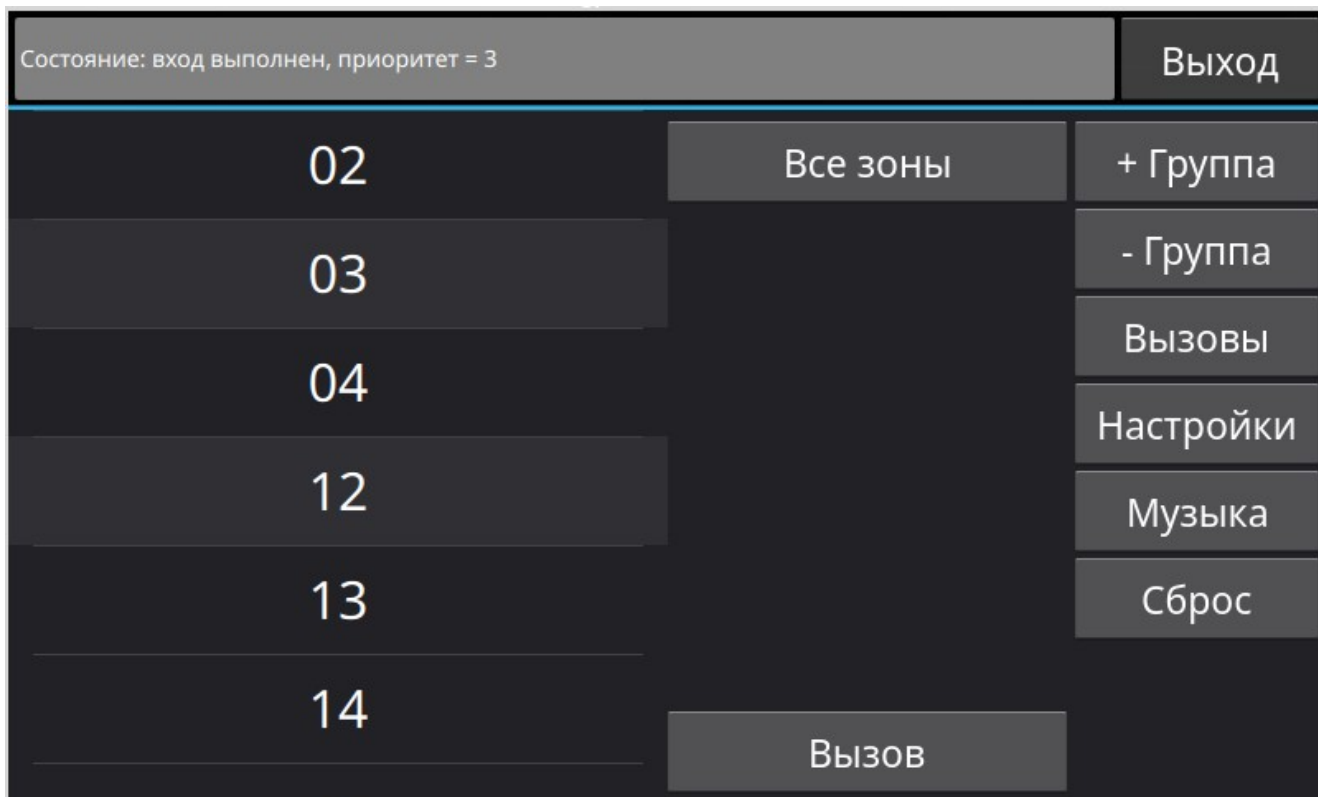 Состояние: вход выполнен, приоритет = 3
Выход
02
03
04
12
13
14
Все зоны
Вызов
+ Группа
- Группа
Вызовы
Настройки
Музыка
Сброс